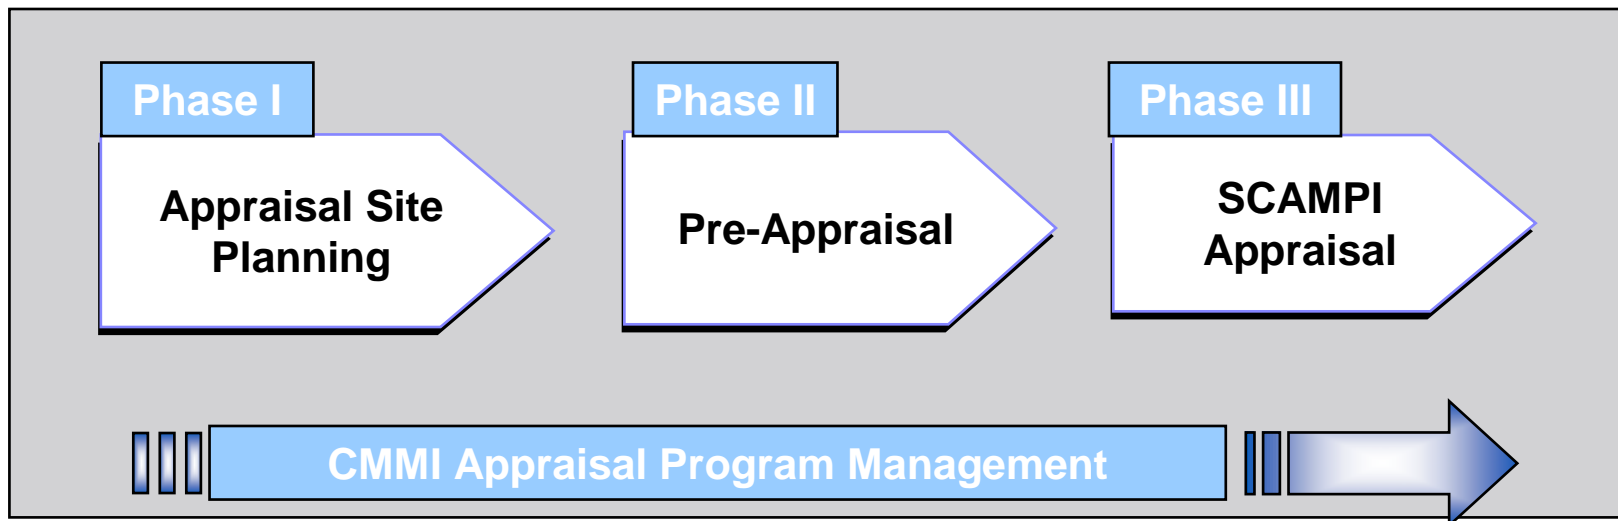 Phase I
Appraisal Site
Planning
Phase II
Pre-Appraisal
Phase III
SCAMPI
Appraisal
CMMI Appraisal Program Management